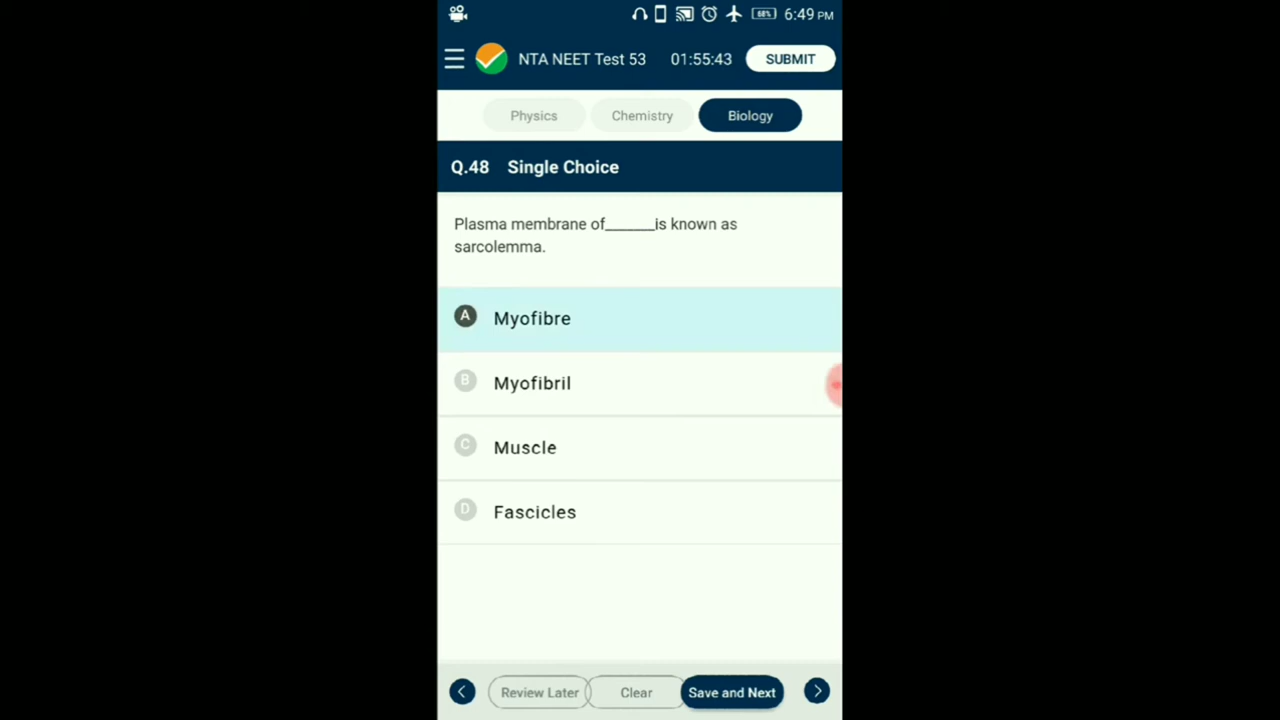 68% 6:49 PM
NTA NEET Test 53 01:55:43 SUBMIT
Physics Chemistry Biology
Q.48 Single Choice
Plasma membrane of______is known as
sarcolemma.
A Myofibre
B Myofibril
C Muscle
D Fascicles
Review Later Clear Save and Next